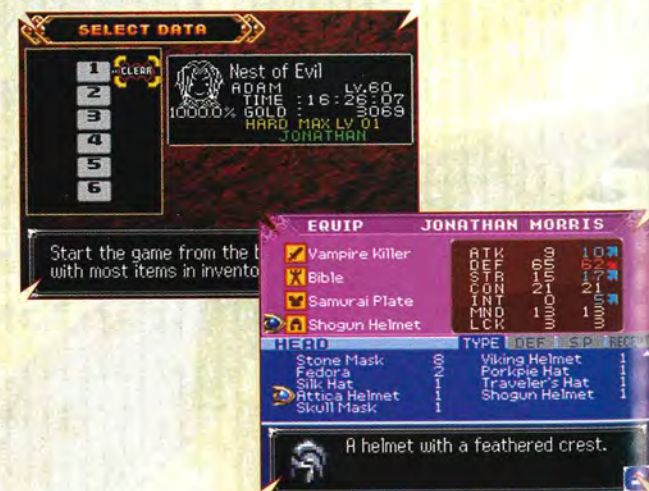 SELECT DATA
1 CLEAR
2
3
4
5
6
Nest of Evil
ADAM LV.60
TIME :16:26:07
1000.0% GOLD : 3069
HARD MAX LV 01
JONATHAN
Start the game from the b
with most items in invento
EQUIP JONATHAN MORRIS
Vampire Killer
Bible
Samurai Plate
Shogun Helmet
ATK 9 10
DEF 65 62
STR 15 17
CON 21 21
INT 0 5
MND 13 13
LCK 3 3
HEAD TYPE DEF S.P.
Stone Mask 8
Fedora 2
Silk Hat 1
Attica Helmet 1
Skull Mask 1
Viking Helmet 1
Porkpie Hat 1
Traveler's Hat 1
Shogun Helmet 1
A helmet with a feathered crest.